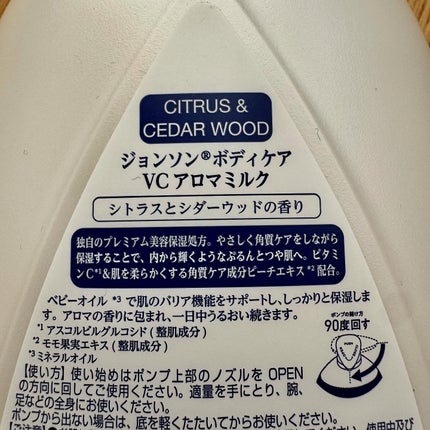 CITRUS &
CEDAR WOOD
ジョンソン®ボディケア
VC アロマミルク
シトラスとシダーウッドの香り
独自のプレミアム美容保湿処方。やさしく角質ケアをしながら
保湿することで、内から輝くようなぷるんとつや肌へ。ビタミ
ンC*1&肌を柔らかくする角質ケア成分ピーチエキス*2配合。
ベビーオイル*3で肌のバリア機能をサポートし、しっかりと保湿しま
す。アロマの香りに包まれ、一日中うるおい続きます。
*1 アスコルビルグルコシド(整肌成分)
*2 モモ果実エキス(整肌成分)
*3 ミネラルオイル
ポンプの開け方
90度回す
【使い方】使い始めはポンプ上部のノズルを OPEN
の方向に回してご使用ください。適量を手にとり、腕、
足などの全身にお使いください。
ポンプから出ない場合は、底を軽くたたいてからお使いください。
【ご注意】
使用中及び